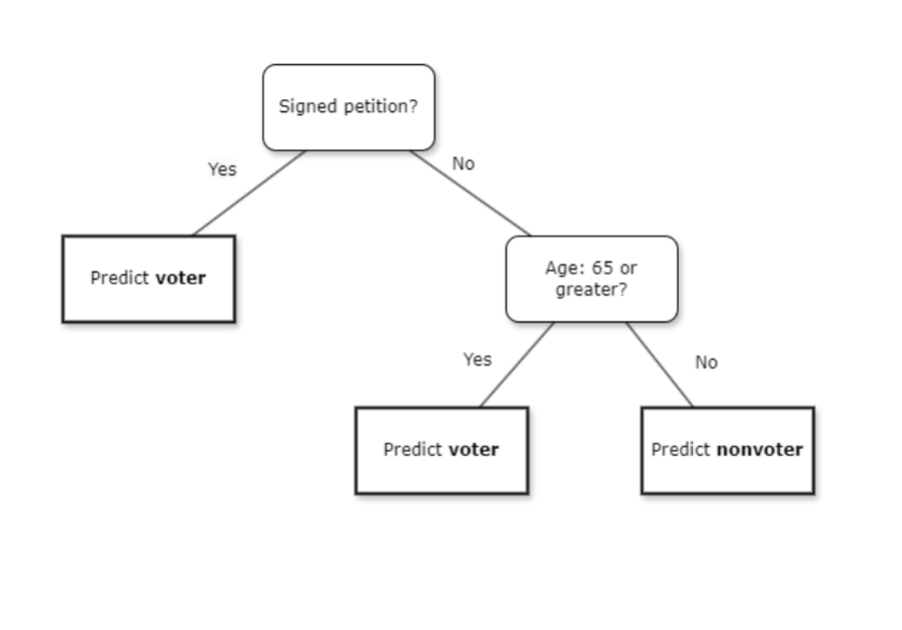 Signed petition?
Yes
No
Predict voter
Age: 65 or
greater?
Yes
No
Predict voter
Predict nonvoter